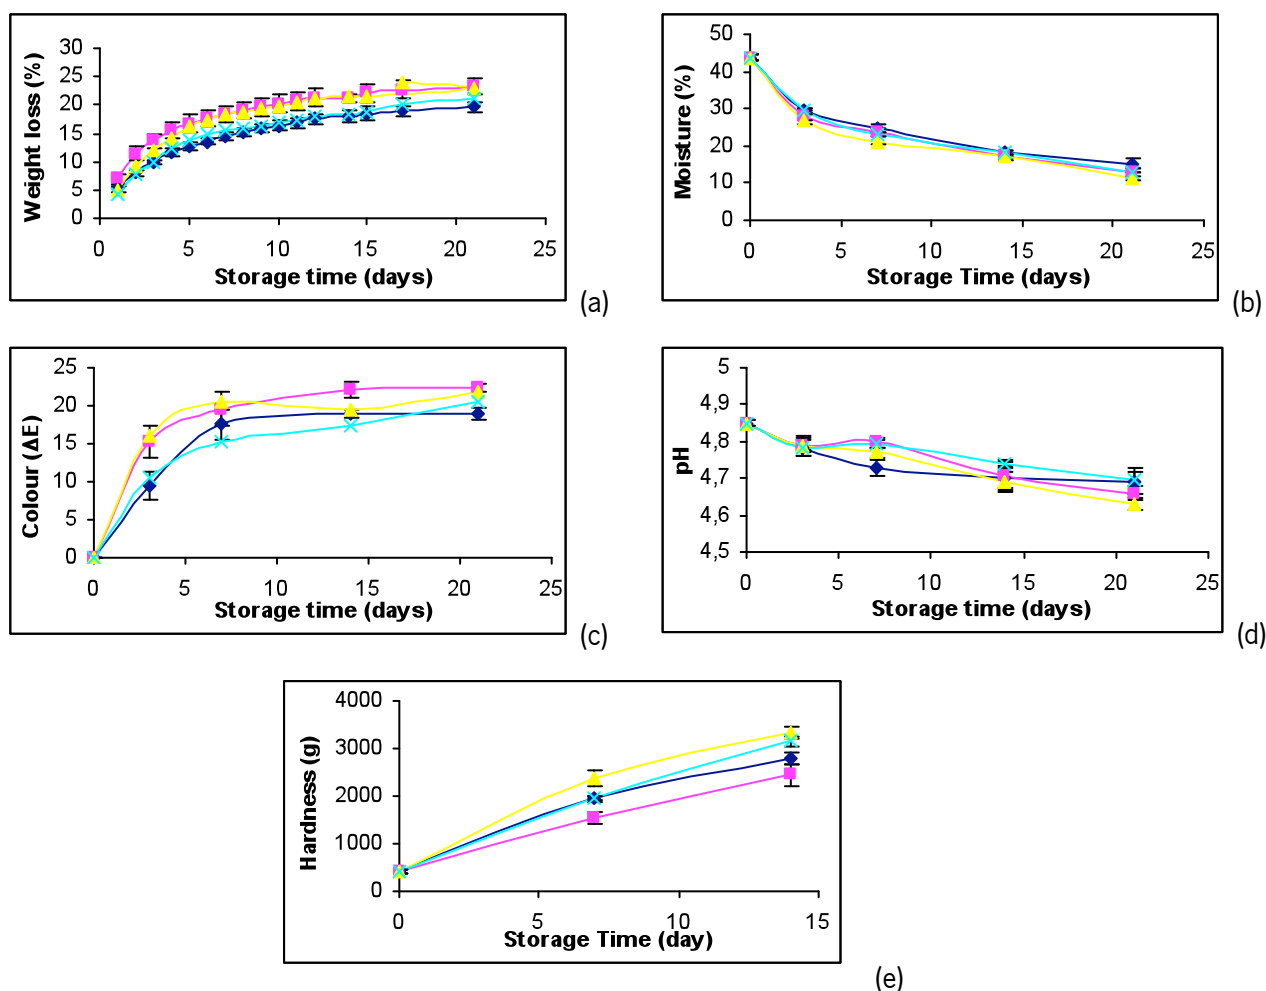 Weight loss (%)
30
25
20
15
10
5
0
0 5 10 15 20 25
Storage time (days)
(a)
Moisture (%)
50
40
30
20
10
0
0 5 10 15 20 25
Storage Time (days)
(b)
Colour (ΔE)
25
20
15
10
5
0
0 5 10 15 20 25
Storage time (days)
(c)
pH
5
4,9
4,8
4,7
4,6
4,5
0 5 10 15 20 25
Storage time (days)
(d)
Hardness (g)
4000
3000
2000
1000
0
0 5 10 15
Storage Time (day)
(e)